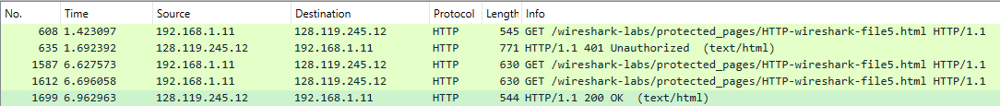 No. Time Source Destination Protocol Length Info
608 1.423097 192.168.1.11 128.119.245.12 HTTP 545 GET /wireshark-labs/protected_pages/HTTP-wireshark-file5.html HTTP/1.1
635 1.692392 128.119.245.12 192.168.1.11 HTTP 771 HTTP/1.1 401 Unauthorized (text/html)
1587 6.627573 192.168.1.11 128.119.245.12 HTTP 630 GET /wireshark-labs/protected_pages/HTTP-wireshark-file5.html HTTP/1.1
1612 6.696058 192.168.1.11 128.119.245.12 HTTP 630 GET /wireshark-labs/protected_pages/HTTP-wireshark-file5.html HTTP/1.1
1699 6.962963 128.119.245.12 192.168.1.11 HTTP 544 HTTP/1.1 200 OK (text/html)